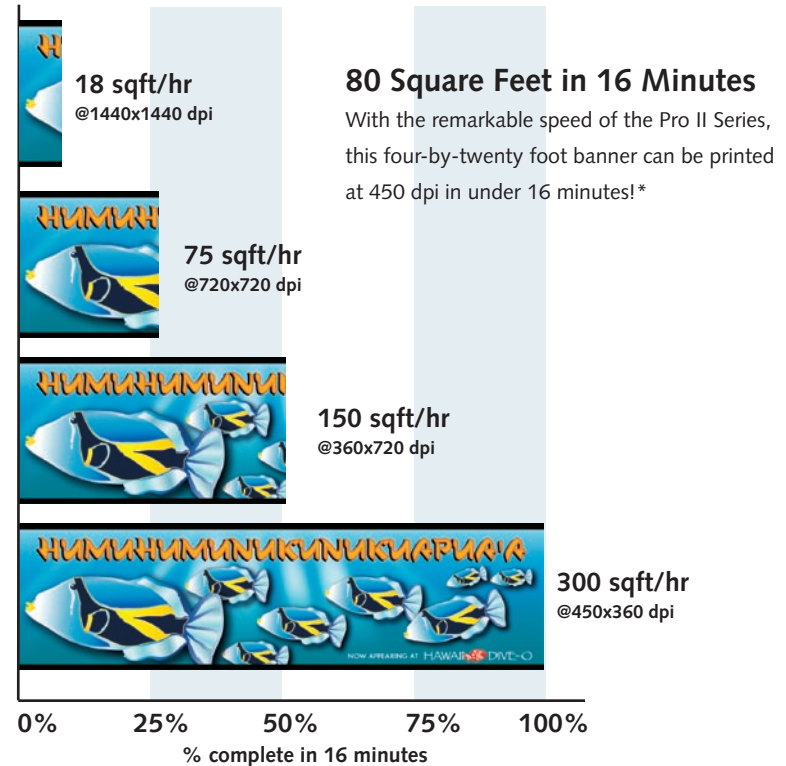 HU
18 sqft/hr
@1440x1440 dpi
80 Square Feet in 16 Minutes
With the remarkable speed of the Pro II Series,
this four-by-twenty foot banner can be printed
at 450 dpi in under 16 minutes!*
HUMUH
75 sqft/hr
@720x720 dpi
HUMUHUMUNU
150 sqft/hr
@360x720 dpi
HUMUHUMUNUKUNUKUAPUA'A
NOW APPEARING AT HAWAII DIVE-O
300 sqft/hr
@450x360 dpi
0% 25% 50% 75% 100%
% complete in 16 minutes